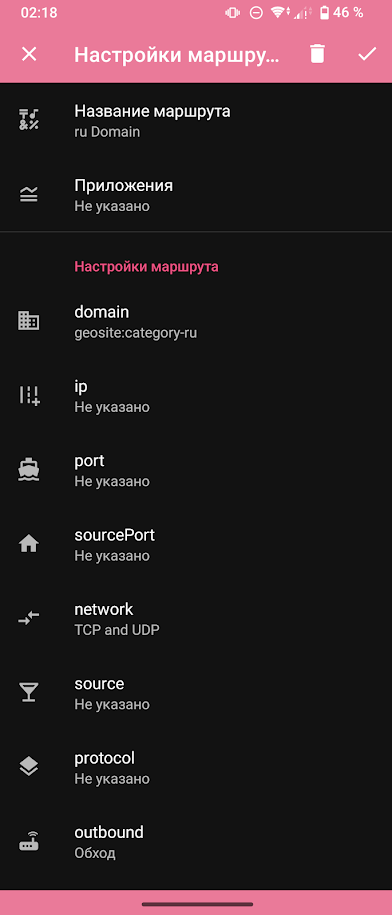 02:18
46 %
Настройки маршру...
Название маршрута
ru Domain
Приложения
Не указано
Настройки маршрута
domain
geosite:category-ru
ip
Не указано
port
Не указано
sourcePort
Не указано
network
TCP and UDP
source
Не указано
protocol
Не указано
outbound
Обход